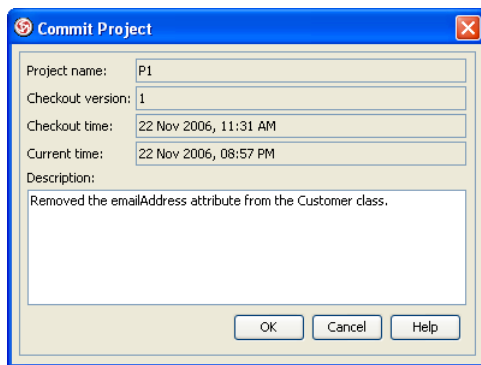 Commit Project
Project name: P1
Checkout version: 1
Checkout time: 22 Nov 2006, 11:31 AM
Current time: 22 Nov 2006, 08:57 PM
Description:
Removed the emailAddress attribute from the Customer class.
OK Cancel Help